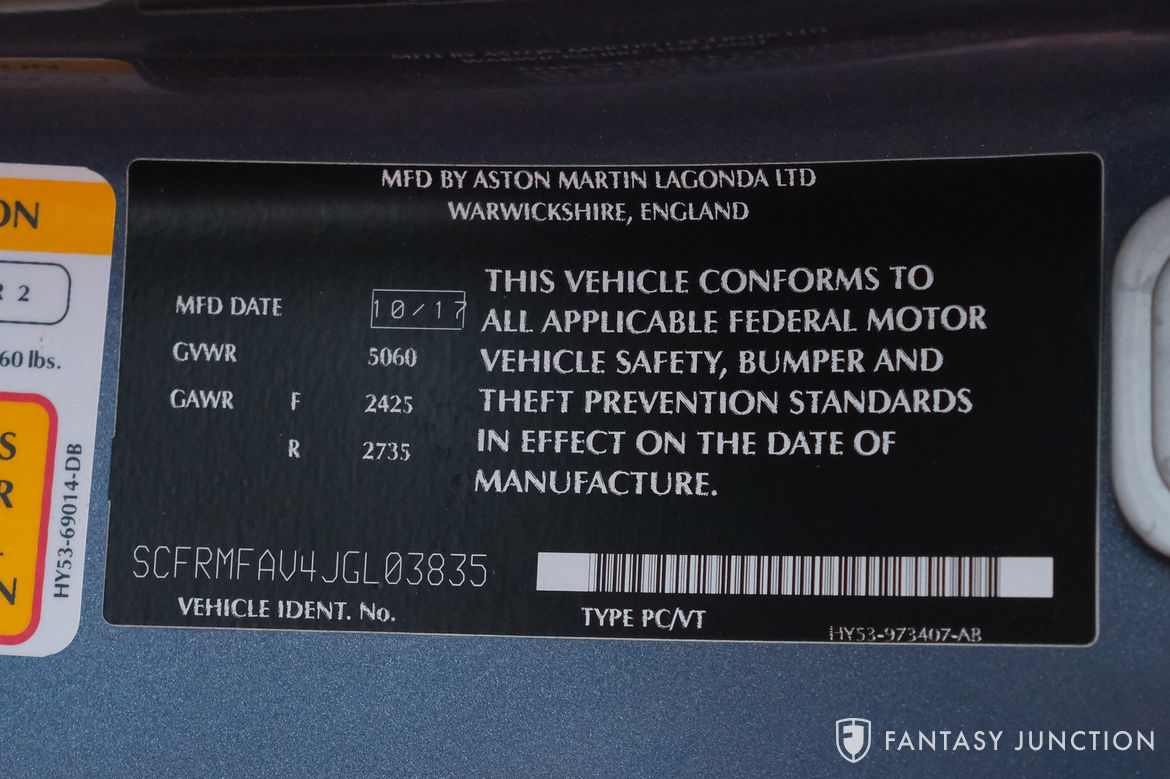 MFD BY ASTON MARTIN LAGONDA LTD
WARWICKSHIRE, ENGLAND
THIS VEHICLE CONFORMS TO
ALL APPLICABLE FEDERAL MOTOR
VEHICLE SAFETY, BUMPER AND
THEFT PREVENTION STANDARDS
IN EFFECT ON THE DATE OF
MANUFACTURE.
MFD DATE 10/17
GVWR 5060
GAWR F 2425
R 2735
SCFRMFAV4JGL03835
VEHICLE IDENT. No.
TYPE PC/VT
HY53-973407-AB
ON
R 2
60 lbs.
S
R
N
HY53-69014-DB
FANTASY JUNCTION